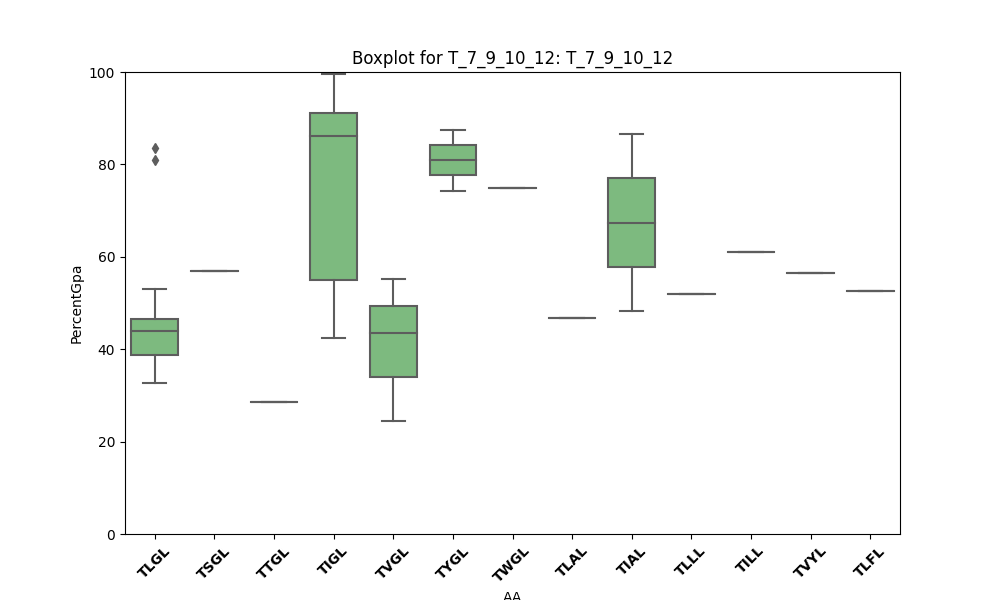 Boxplot for T_7_9_10_12: T_7_9_10_12
PercentGpa
100
80
60
40
20
0
TLGL
TSGL
TTGL
TIGL
TVGL
TYGL
TWGL
TLAL
TIAL
TLLL
TILL
TVYL
TLFL
AA